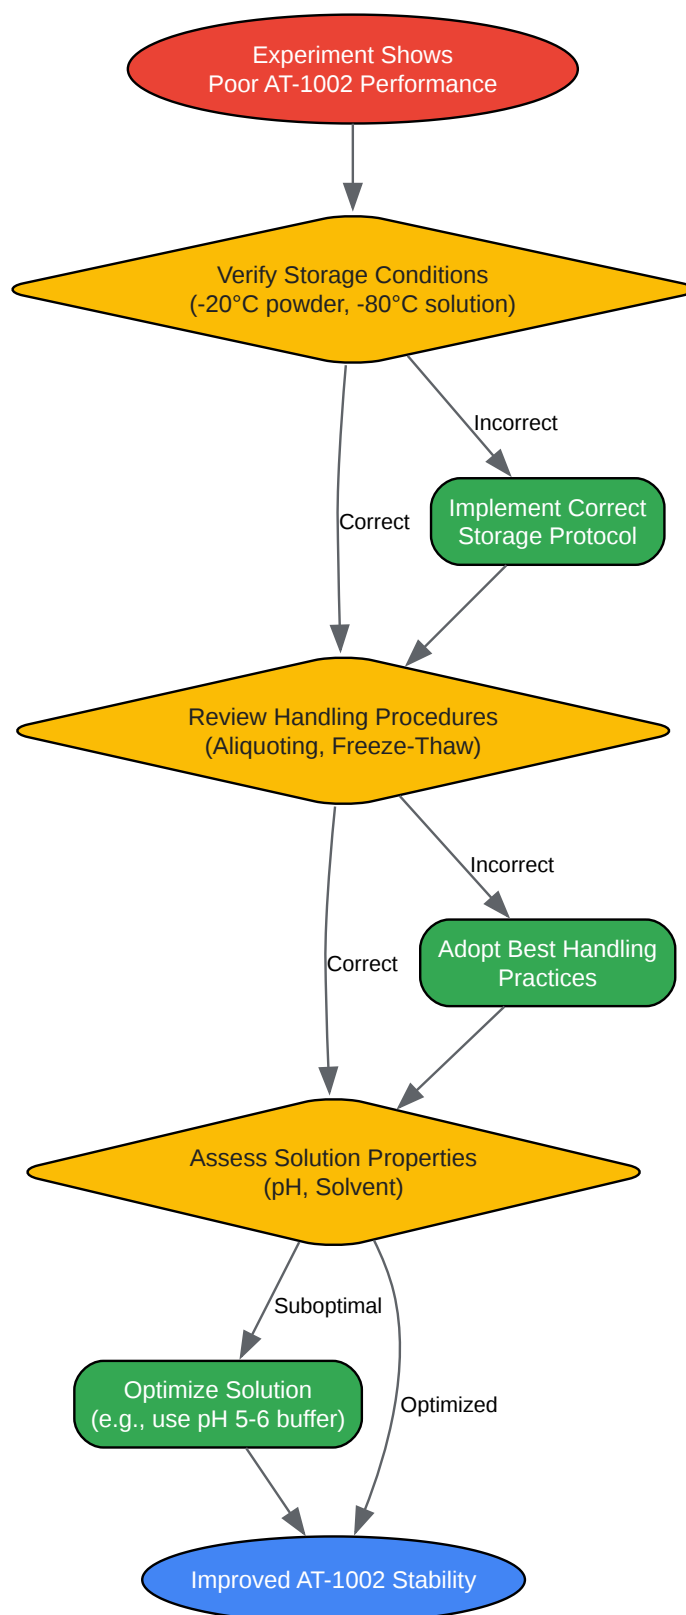 Experiment Shows
Poor AT-1002 Performance
Verify Storage Conditions
(-20°C powder, -80°C solution)
Incorrect
Correct
Implement Correct
Storage Protocol
Review Handling Procedures
(Aliquoting, Freeze-Thaw)
Incorrect
Correct
Adopt Best Handling
Practices
Assess Solution Properties
(pH, Solvent)
Suboptimal
Optimize Solution
(e.g., use pH 5-6 buffer)
Optimized
Improved AT-1002 Stability